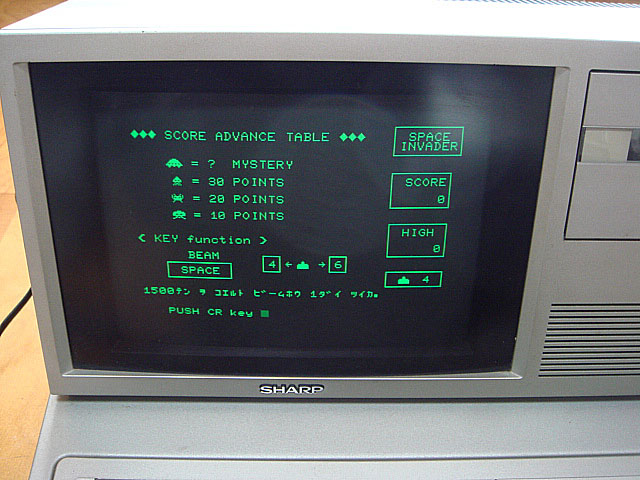 SCORE ADVANCE TABLE
= ? MYSTERY
= 30 POINTS
= 20 POINTS
= 10 POINTS
< KEY function >
BEAM
SPACE
4 ← → 6
1500テン ヲ コエルト ビームホウ 1ダイ ツイカ。
PUSH CR key
SPACE
INVADER
SCORE
0
HIGH
0
4
SHARP